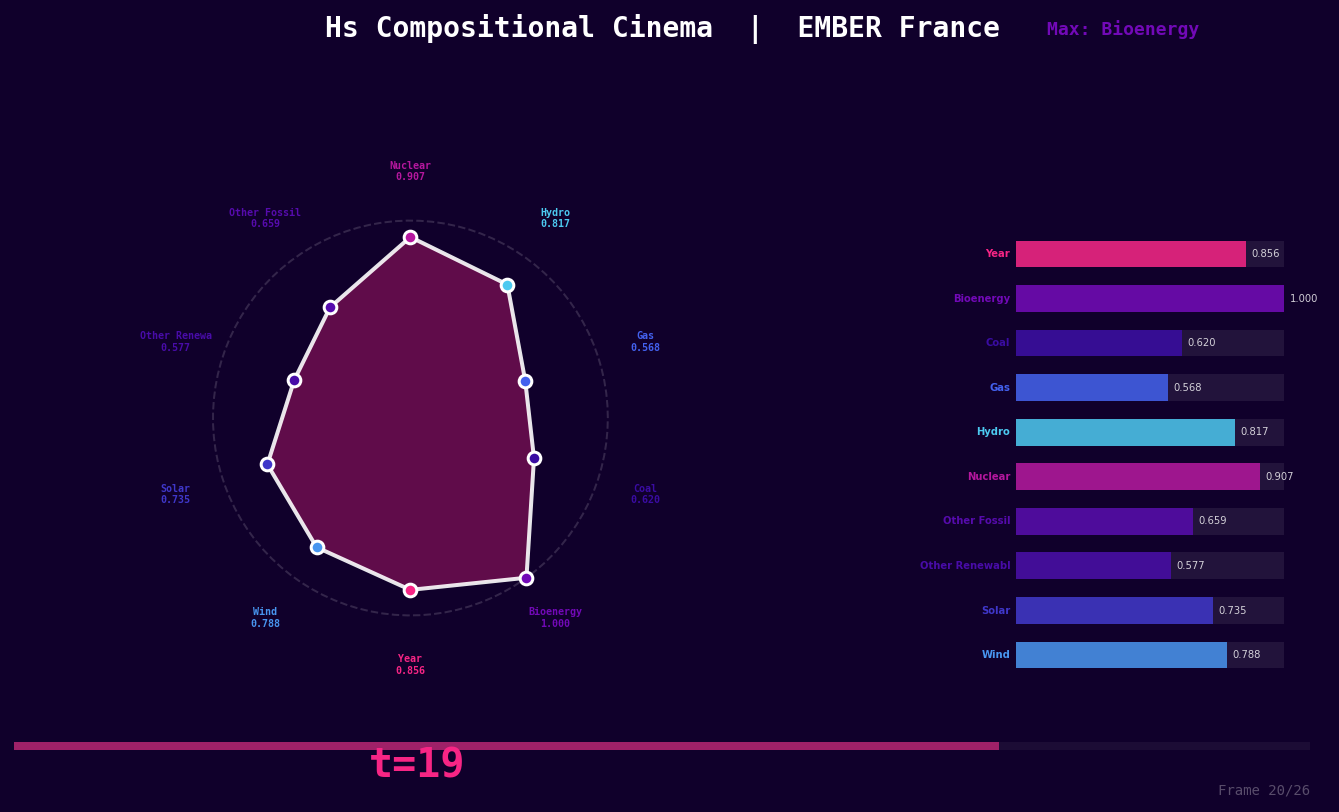 Hs Compositional Cinema | EMBER France
Max: Bioenergy
Nuclear
0.907
Other Fossil
0.659
Hydro
0.817
Other Renewa
0.577
Gas
0.568
Solar
0.735
Coal
0.620
Wind
0.788
Bioenergy
1.000
Year
0.856
Year 0.856
Bioenergy 1.000
Coal 0.620
Gas 0.568
Hydro 0.817
Nuclear 0.907
Other Fossil 0.659
Other Renewabl 0.577
Solar 0.735
Wind 0.788
t=19
Frame 20/26